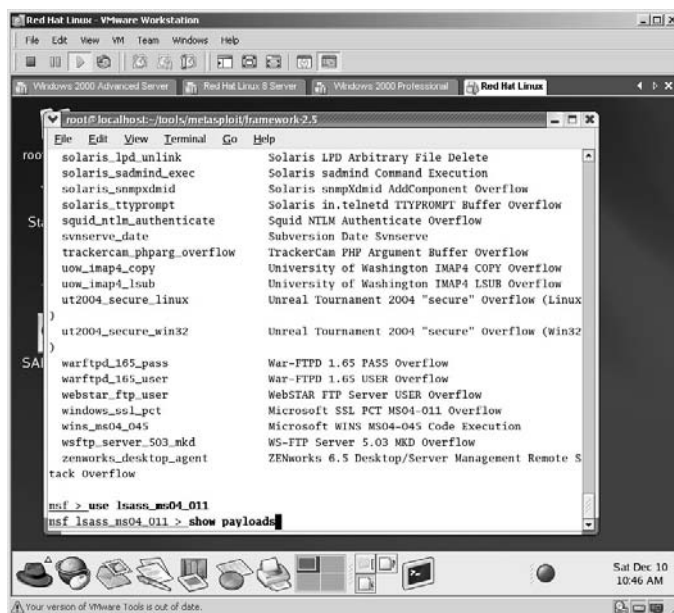 Red Hat Linux - VMware Workstation
File Edit View VM Team Windows Help
Windows 2000 Advanced Server Red Hat Linux 8 Server Windows 2000 Professional Red Hat Linux
root@localhost:~/tools/metasploit/framework-2.5
File Edit View Terminal Go Help
solaris_lpd_unlink Solaris LPD Arbitrary File Delete
solaris_sadmind_exec Solaris sadmind Command Execution
solaris_snmpxdmid Solaris snmpXdmid AddComponent Overflow
solaris_ttyprompt Solaris in.telnetd TTYPROMPT Buffer Overflow
squid_ntlm_authenticate Squid NTLM Authenticate Overflow
svnserve_date Subversion Date Svnserve
trackercam_phparg_overflow TrackerCam PHP Argument Buffer Overflow
uow_imap4_copy University of Washington IMAP4 COPY Overflow
uow_imap4_lsub University of Washington IMAP4 LSUB Overflow
ut2004_secure_linux Unreal Tournament 2004 "secure" Overflow (Linux
)
ut2004_secure_win32 Unreal Tournament 2004 "secure" Overflow (Win32
)
warftpd_165_pass War-FTPD 1.65 PASS Overflow
warftpd_165_user War-FTPD 1.65 USER Overflow
webstar_ftp_user WebSTAR FTP Server USER Overflow
windows_ssl_pct Microsoft SSL PCT MS04-011 Overflow
wins_ms04_045 Microsoft WINS MS04-045 Code Execution
wsftp_server_503_mkd WS-FTP Server 5.03 MKD Overflow
zenworks_desktop_agent ZENworks 6.5 Desktop/Server Management Remote S
tack Overflow
msf > use lsass_ms04_011
msf lsass_ms04_011 > show payloads
roo
Sta
SAI
Sat Dec 10
10:46 AM
Your version of VMware Tools is out of date.